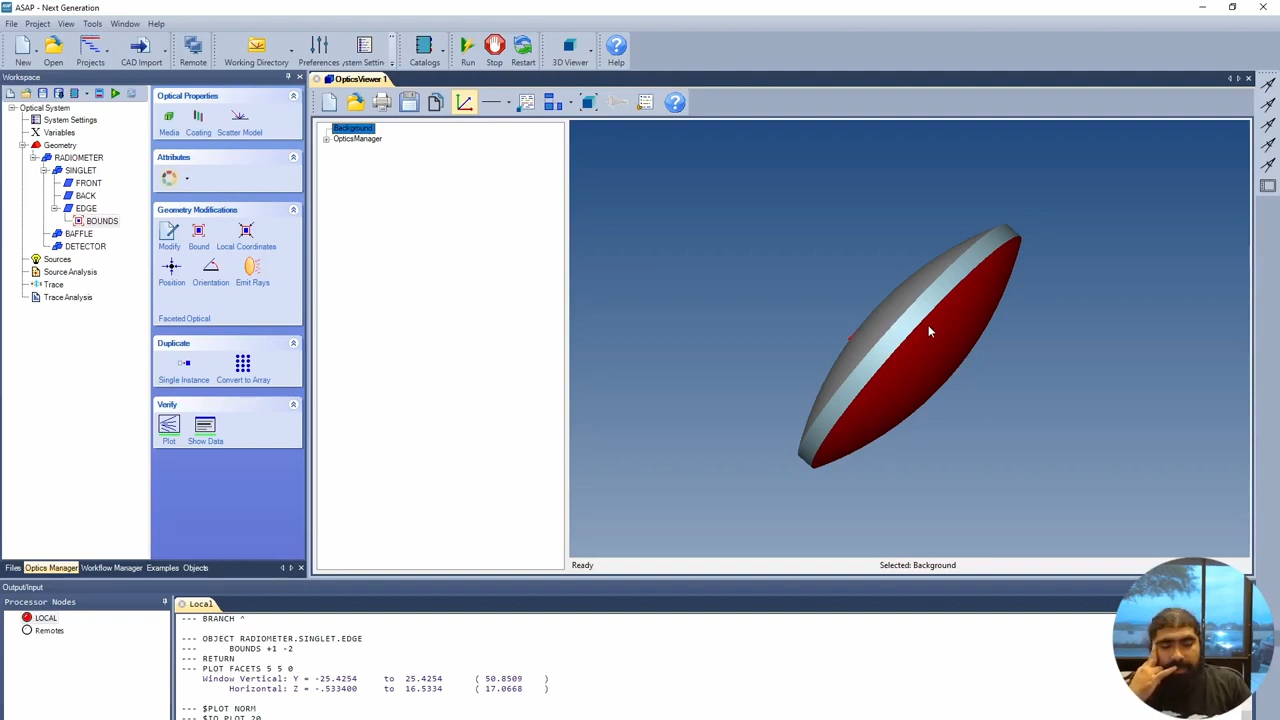 ASAP - Next Generation
File Project View Tools Window Help
New Open Projects CAD Import Remote Working Directory Preferences ystem Settin Catalogs Run Stop Restart 3D Viewer Help
Workspace
OpticsViewer 1
Optical System
System Settings
Variables
Geometry
RADIOMETER
SINGLET
FRONT
BACK
EDGE
BOUNDS
BAFFLE
DETECTOR
Sources
Source Analysis
Trace
Trace Analysis
Optical Properties
Media Coating Scatter Model
Attributes
Geometry Modifications
Modify Bound Local Coordinates
Position Orientation Emit Rays
Faceted Optical
Duplicate
Single Instance Convert to Array
Verify
Plot Show Data
Background
OpticsManager
Ready Selected: Background
Files Optics Manager Workflow Manager Examples Objects
Output/Input
Processor Nodes
LOCAL
Remotes
Local
--- BRANCH ^
--- OBJECT RADIOMETER.SINGLET.EDGE
--- BOUNDS +1 -2
--- RETURN
--- PLOT FACETS 5 5 0
Window Vertical: Y = -25.4254 to 25.4254 ( 50.8509 )
Horizontal: Z = -.533400 to 16.5334 ( 17.0668 )
--- $PLOT NORM
--- $IO PLOT 20